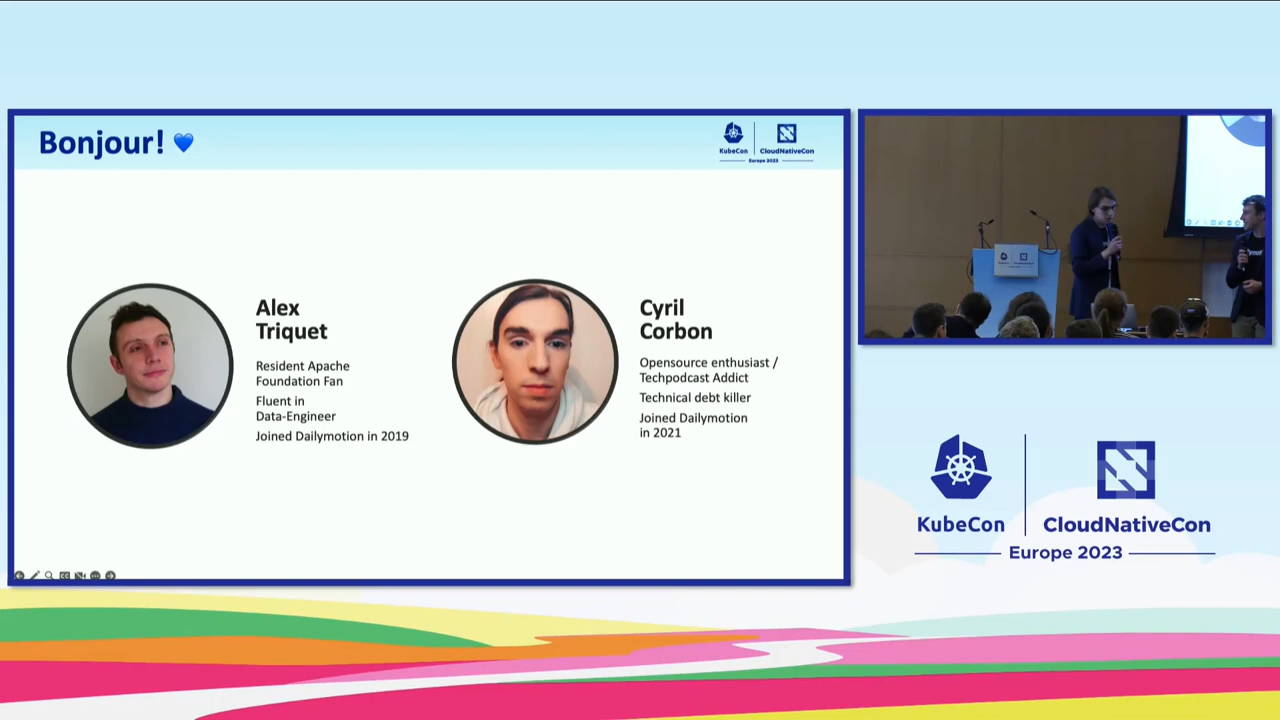 Bonjour! 💙
KubeCon
CloudNativeCon
Europe 2023
Alex
Triquet
Resident Apache
Foundation Fan
Fluent in
Data-Engineer
Joined Dailymotion in 2019
Cyril
Corbon
Opensource enthusiast /
Techpodcast Addict
Technical debt killer
Joined Dailymotion
in 2021
KubeCon
CloudNativeCon
Europe 2023